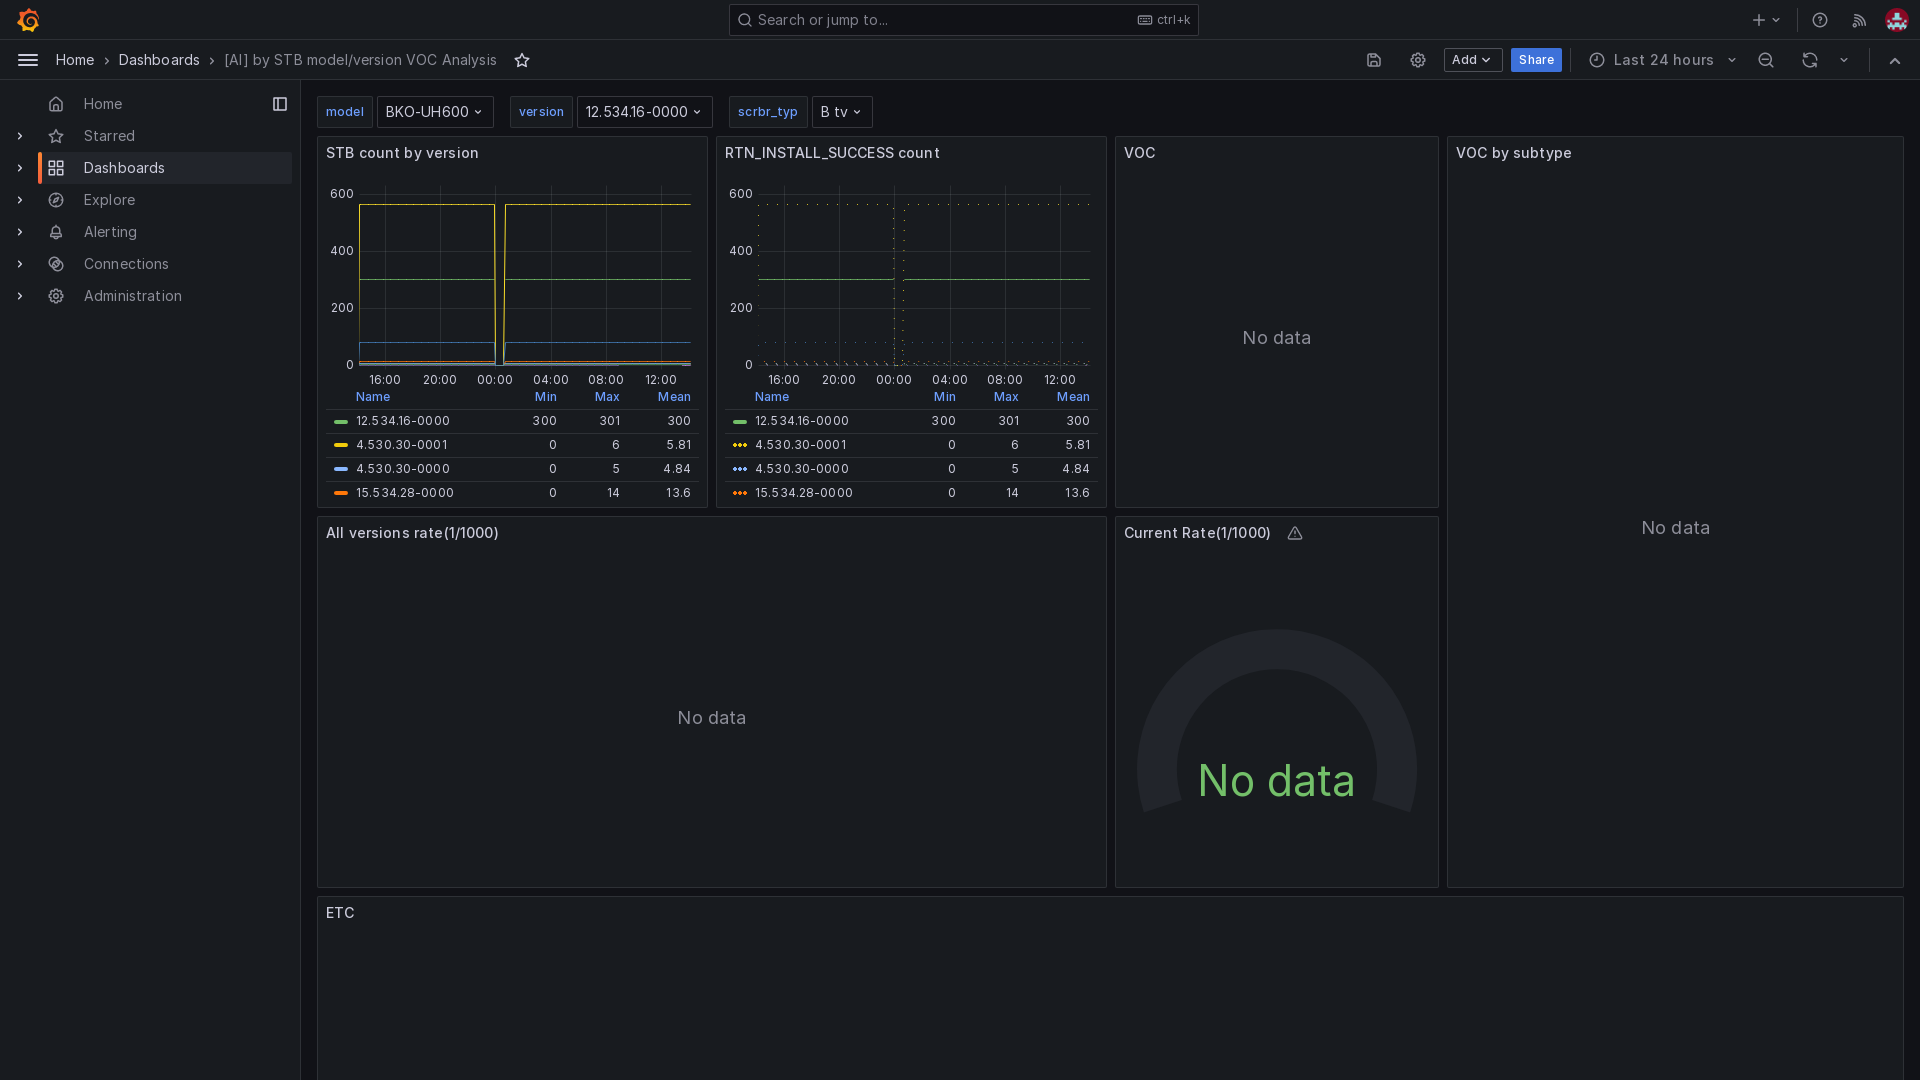 Search or jump to...
ctrl+k
Home
Dashboards
[AI] by STB model/version VOC Analysis
Add
Share
Last 24 hours
Home
Starred
Dashboards
Explore
Alerting
Connections
Administration
model
BKO-UH600
version
12.534.16-0000
scrbr_typ
B tv
STB count by version
600
400
200
0
16:00 20:00 00:00 04:00 08:00 12:00
Name Min Max Mean
12.534.16-0000 300 301 300
4.530.30-0001 0 6 5.81
4.530.30-0000 0 5 4.84
15.534.28-0000 0 14 13.6
RTN_INSTALL_SUCCESS count
600
400
200
0
16:00 20:00 00:00 04:00 08:00 12:00
Name Min Max Mean
12.534.16-0000 300 301 300
4.530.30-0001 0 6 5.81
4.530.30-0000 0 5 4.84
15.534.28-0000 0 14 13.6
VOC
No data
VOC by subtype
No data
All versions rate(1/1000)
No data
Current Rate(1/1000)
No data
ETC